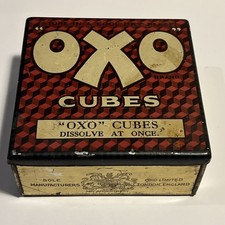 "OXO"
CUBES
"OXO" CUBES
DISSOLVE AT ONCE.
SOLE
MANUFACTURERS
OXO LIMITED
LONDON, ENGLAND